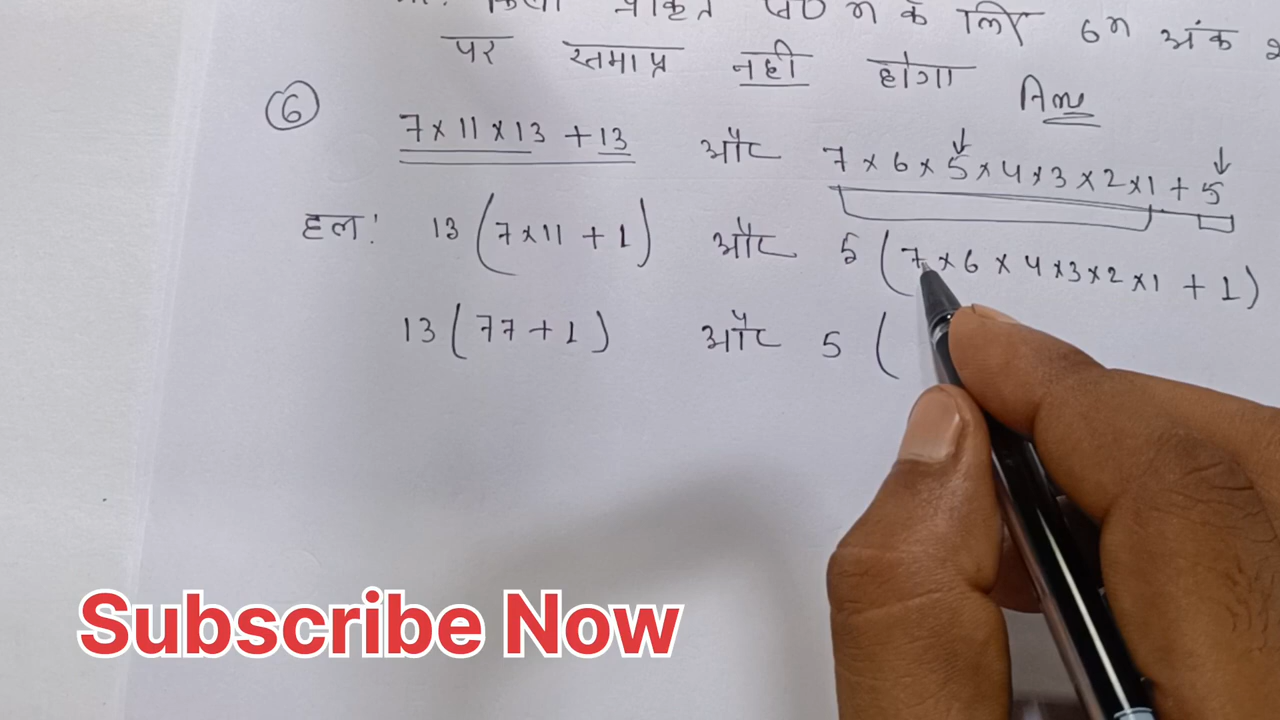 के लिए 6n अंक
पर समाप्त नही होगा
Ans
⑥ 7 × 11 × 13 + 13 और 7 × 6 × 5 × 4 × 3 × 2 × 1 + 5
हल: 13 (7 × 11 + 1) और 5 (7 × 6 × 4 × 3 × 2 × 1 + 1)
13 (77 + 1) और 5 (
Subscribe Now